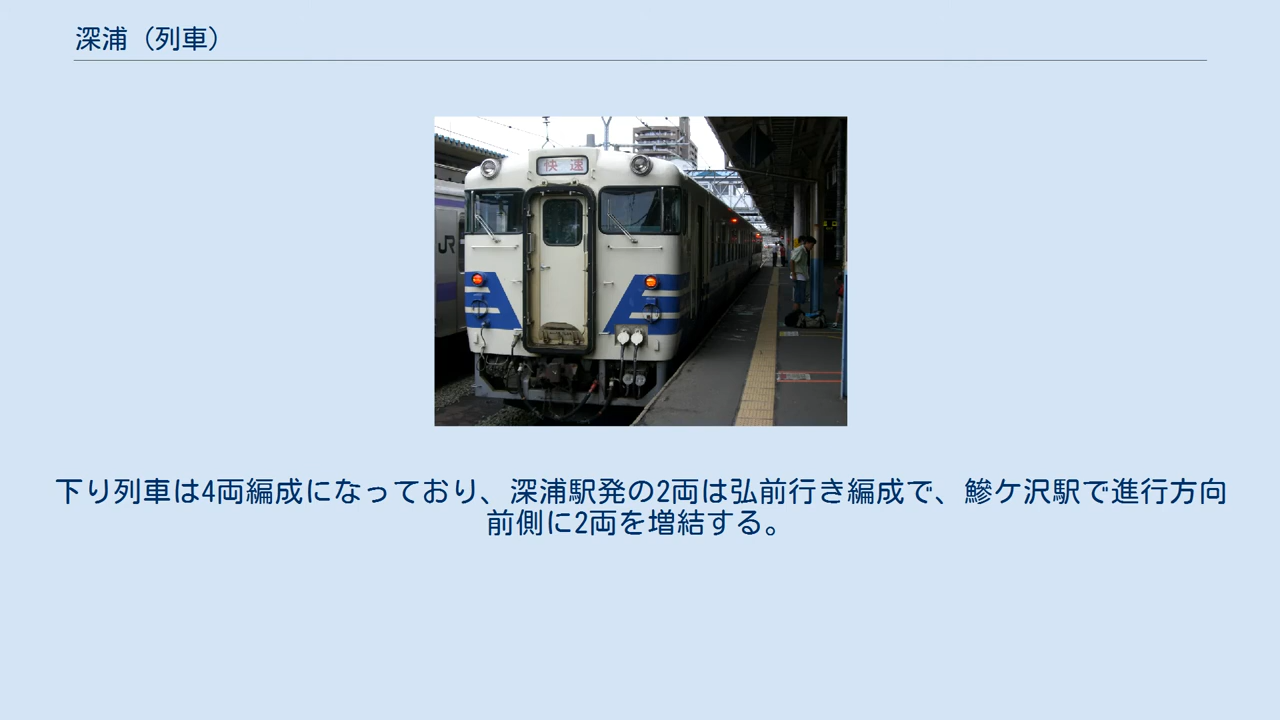 深浦（列車）
快速
JR
下り列車は4両編成になっており、深浦駅発の2両は弘前行き編成で、鰺ケ沢駅で進行方向
前側に2両を増結する。